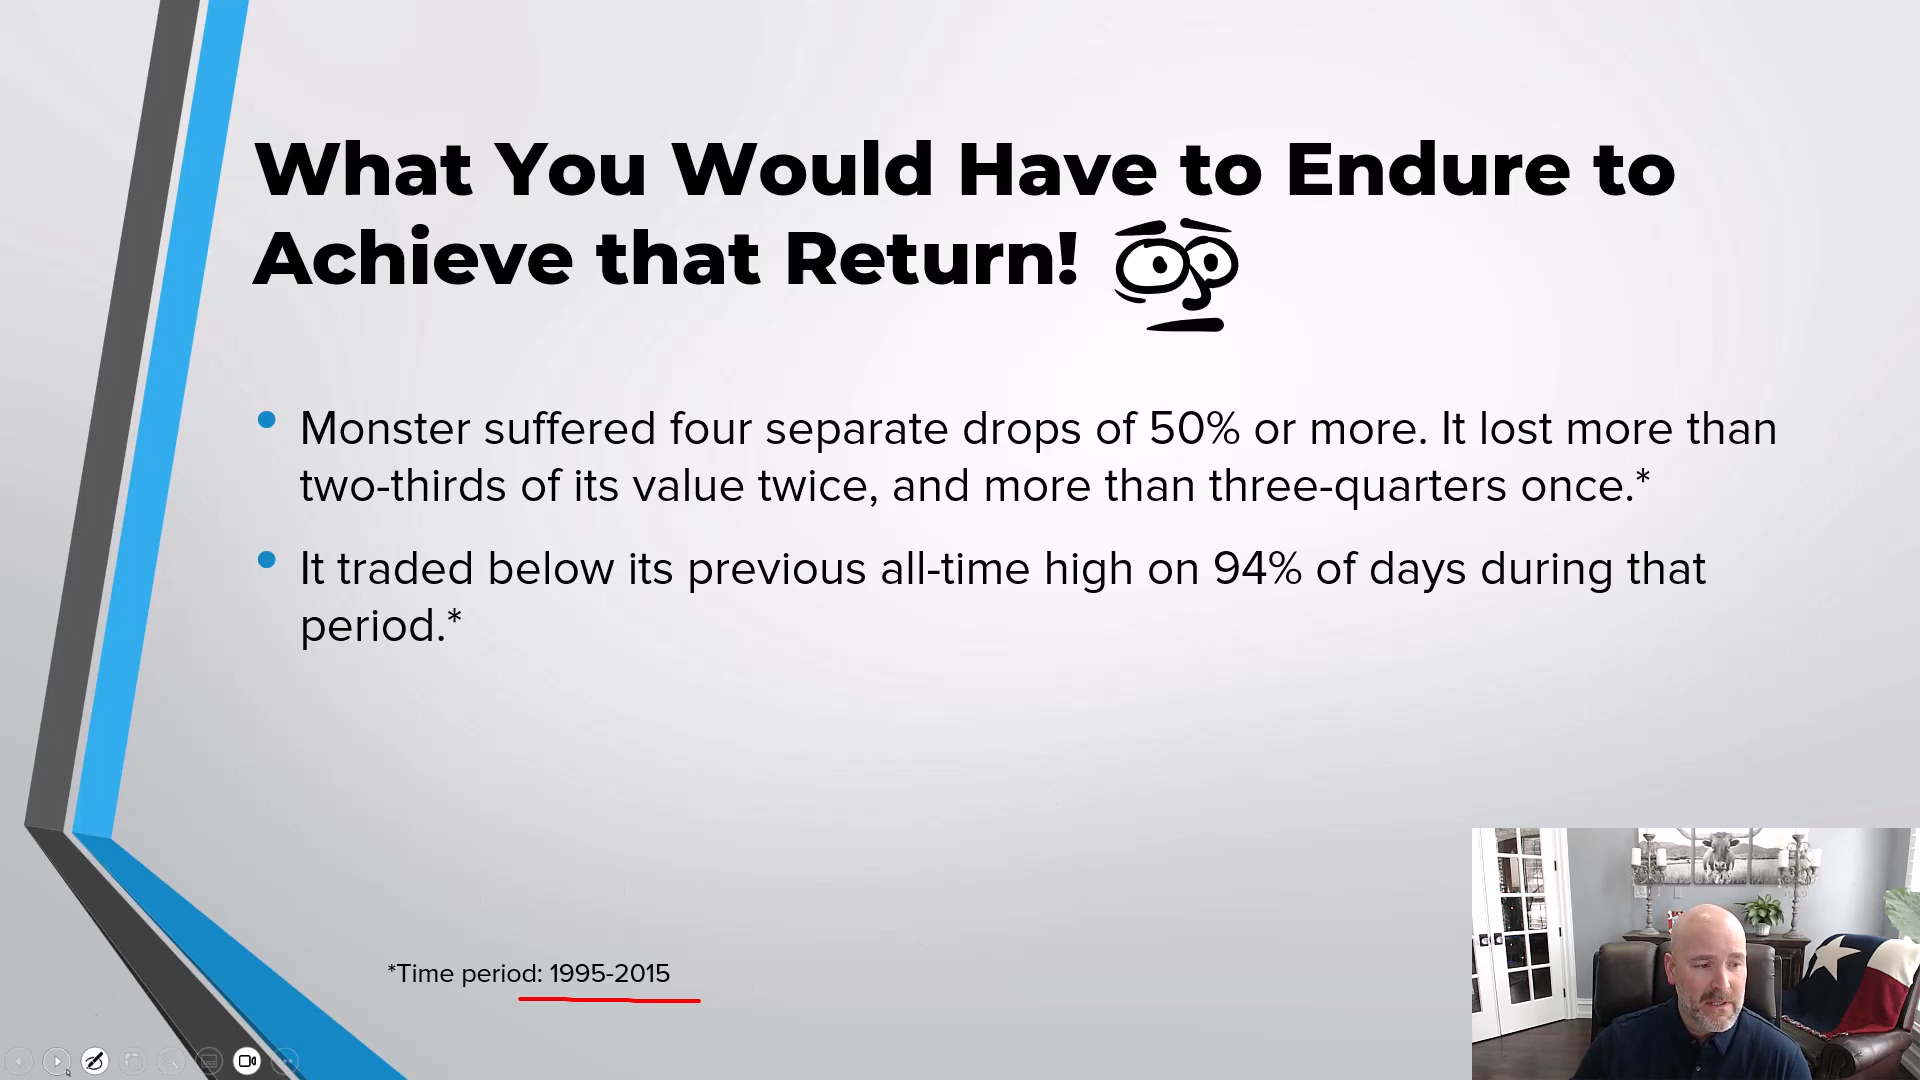 What You Would Have to Endure to
Achieve that Return!
Monster suffered four separate drops of 50% or more. It lost more than
two-thirds of its value twice, and more than three-quarters once.*
It traded below its previous all-time high on 94% of days during that
period.*
*Time period: 1995-2015